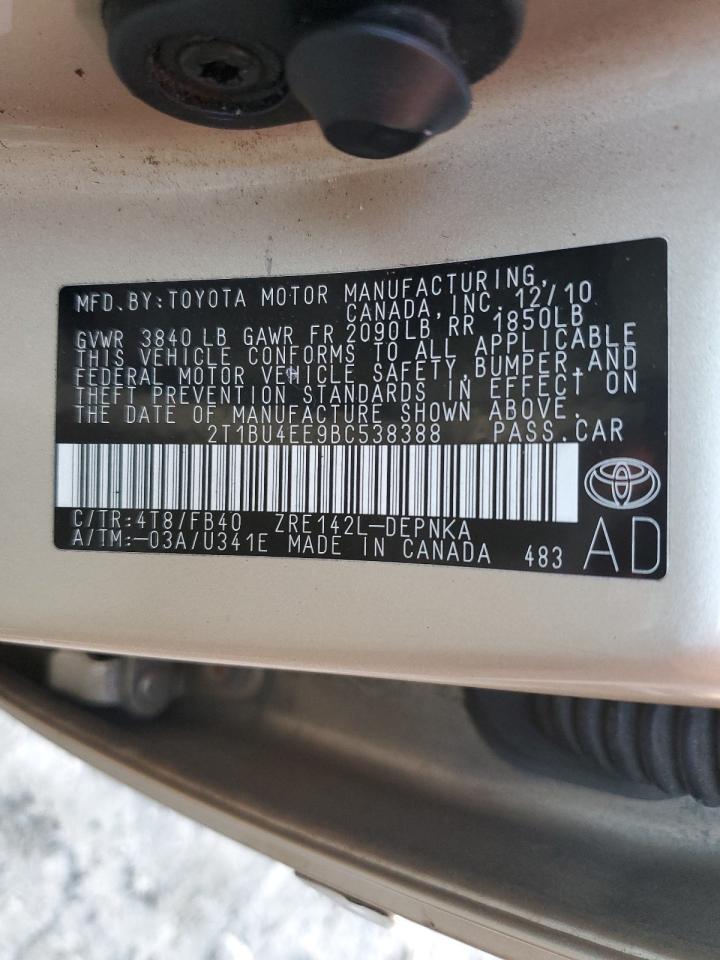 MFD.BY:TOYOTA MOTOR MANUFACTURING,
CANADA,INC.12/10
GVWR 3840 LB GAWR FR 2090LB RR 1850LB
THIS VEHICLE CONFORMS TO ALL APPLICABLE
FEDERAL MOTOR VEHICLE SAFETY,BUMPER,AND
THEFT PREVENTION STANDARDS IN EFFECT ON
THE DATE OF MANUFACTURE SHOWN ABOVE.
2T1BU4EE9BC538388 PASS.CAR
C/TR:4T8/FB40 ZRE142L-DEPNKA
A/TM:-03A/U341E MADE IN CANADA 483
AD